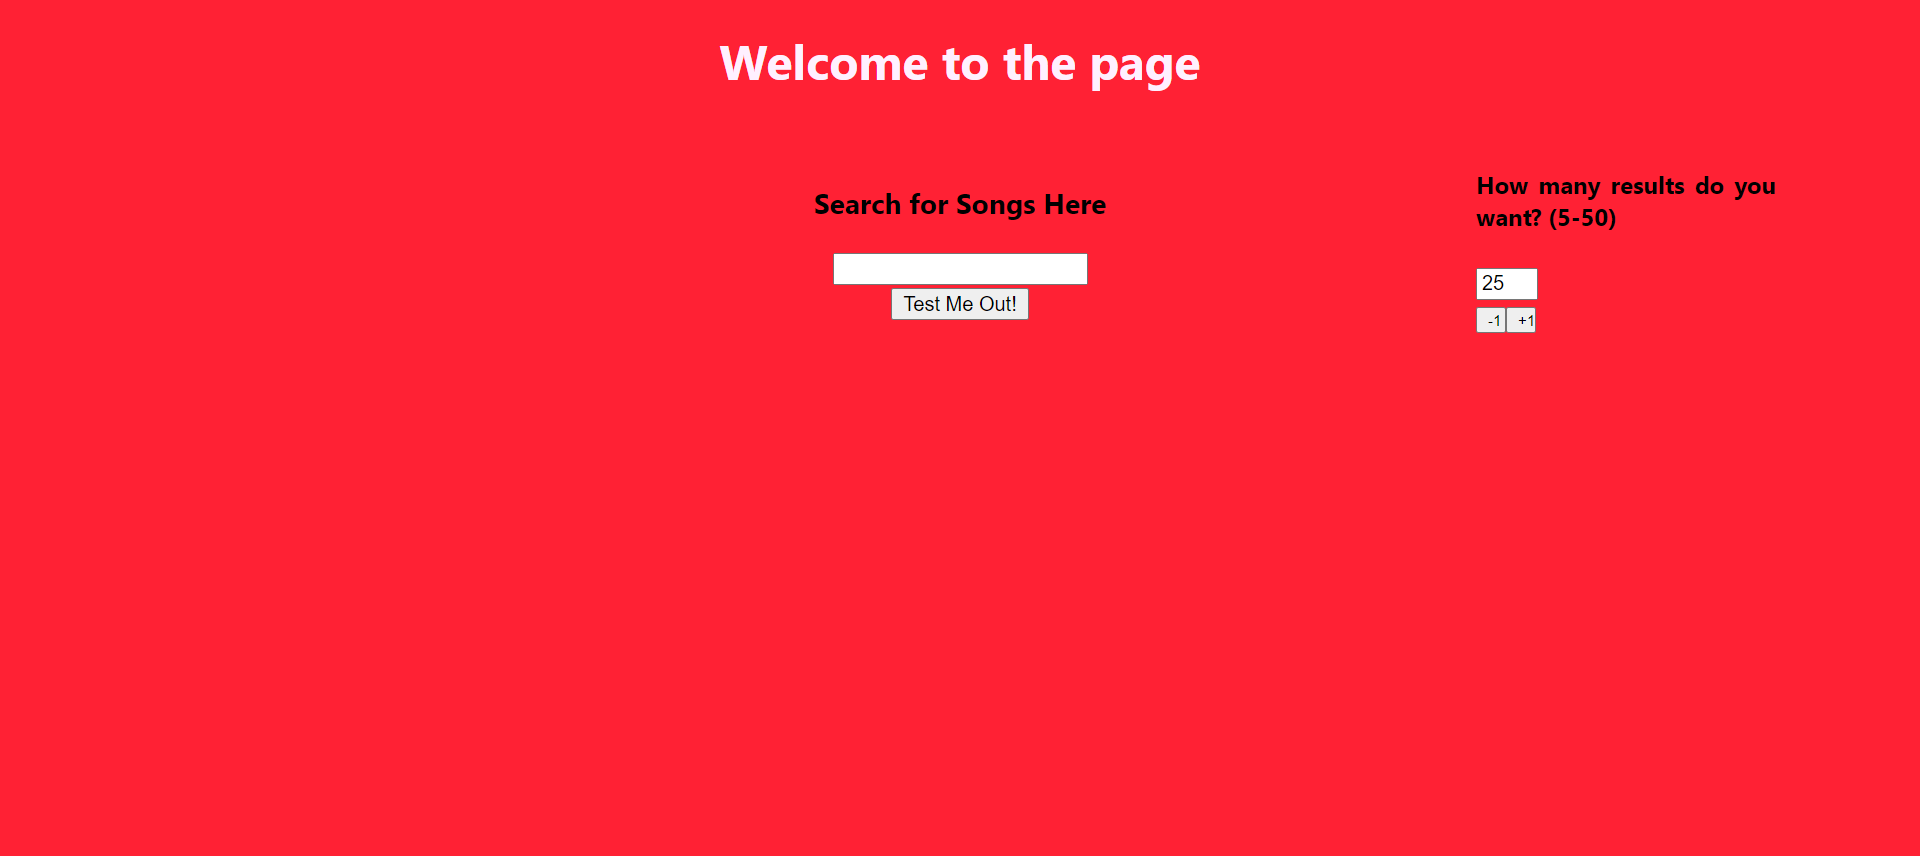 Welcome to the page
Search for Songs Here
Test Me Out!
How many results do you
want? (5-50)
25
-1 +1